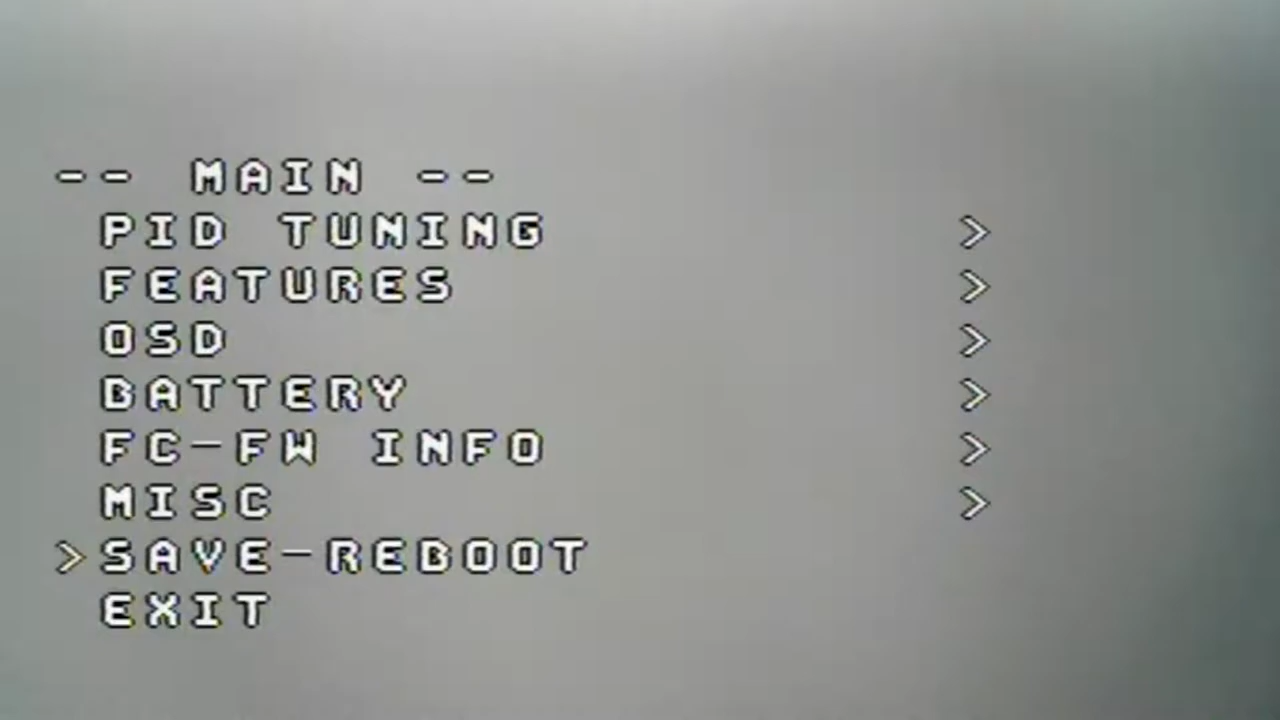 -- MAIN --
PID TUNING >
FEATURES >
OSD >
BATTERY >
FC-FW INFO >
MISC >
>SAVE-REBOOT
EXIT